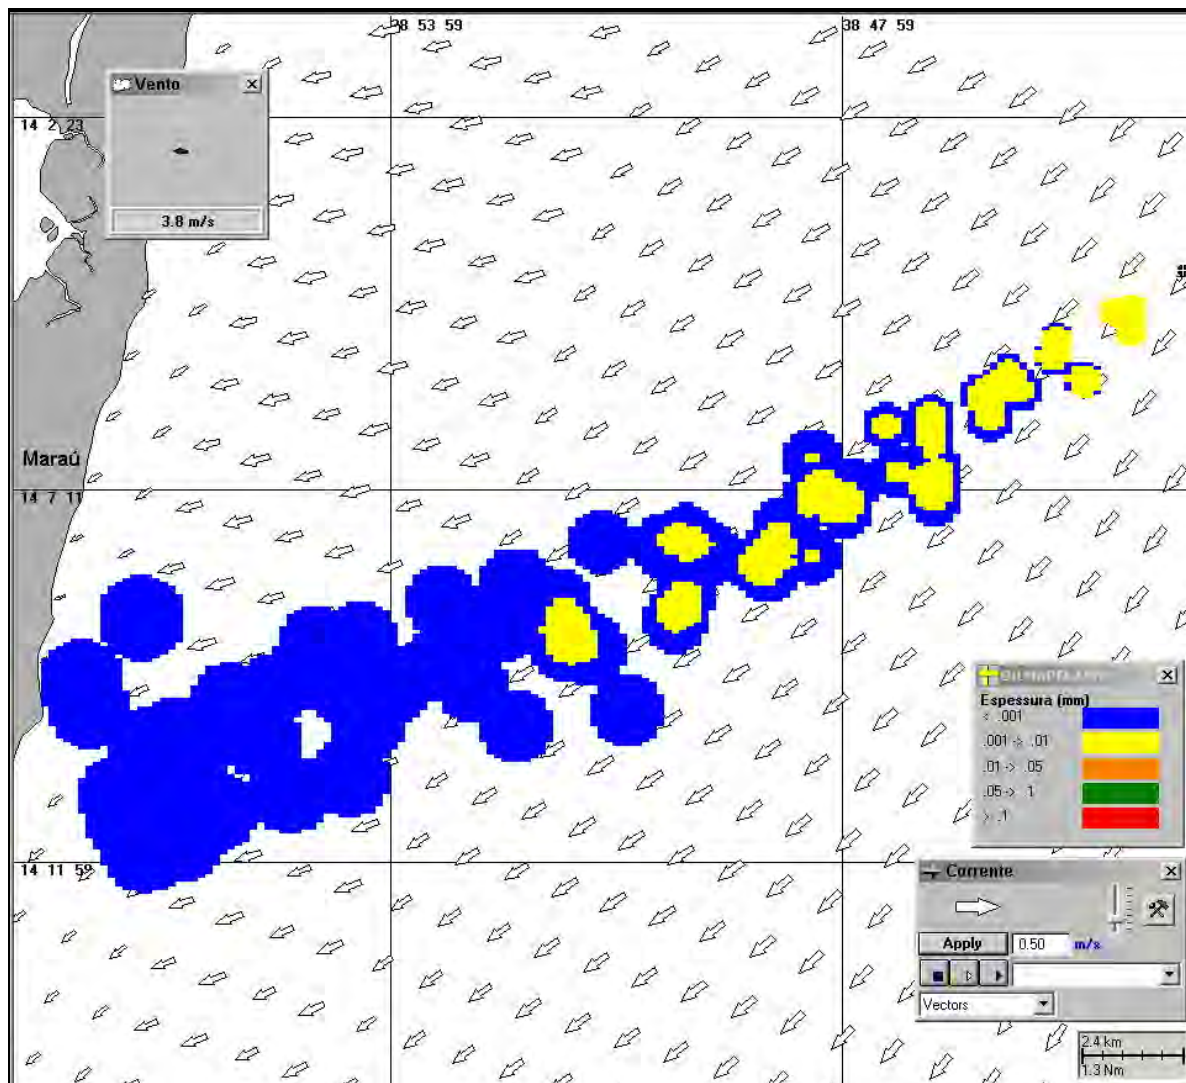 8 53 59
38 47 59
Vento
14 2 23
3.8 m/s
Maraú
14 7 11
Espessura (mm)
< .001
.001 -> .01
.01 -> .05
.05 -> .1
> .1
14 11 59
Corrente
Apply
0.50
m/s
Vectors
2.4 km
1.3 Nm